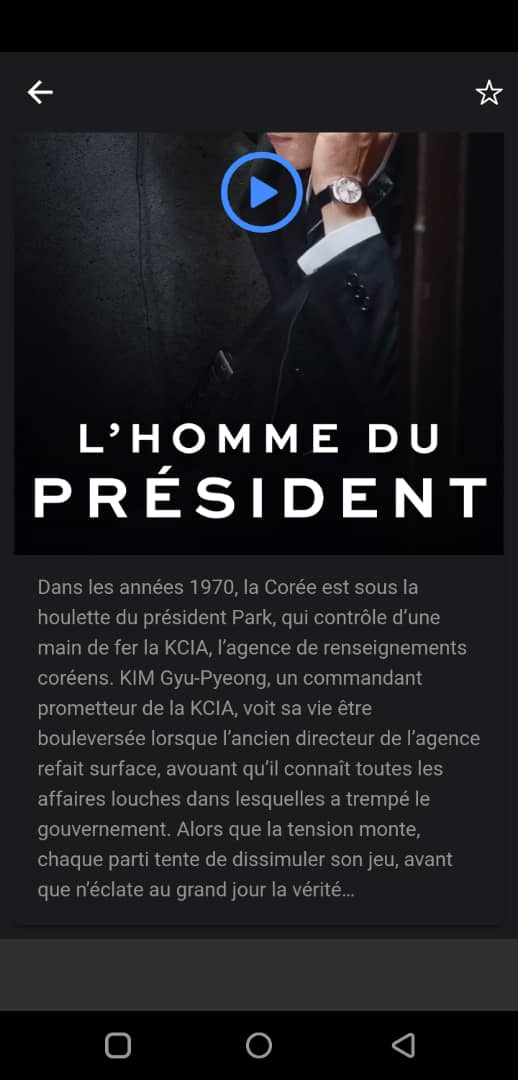 L’HOMME DU
PRÉSIDENT
Dans les années 1970, la Corée est sous la
houlette du président Park, qui contrôle d’une
main de fer la KCIA, l’agence de renseignements
coréens. KIM Gyu-Pyeong, un commandant
prometteur de la KCIA, voit sa vie être
bouleversée lorsque l’ancien directeur de l’agence
refait surface, avouant qu’il connaît toutes les
affaires louches dans lesquelles a trempé le
gouvernement. Alors que la tension monte,
chaque parti tente de dissimuler son jeu, avant
que n’éclate au grand jour la vérité…